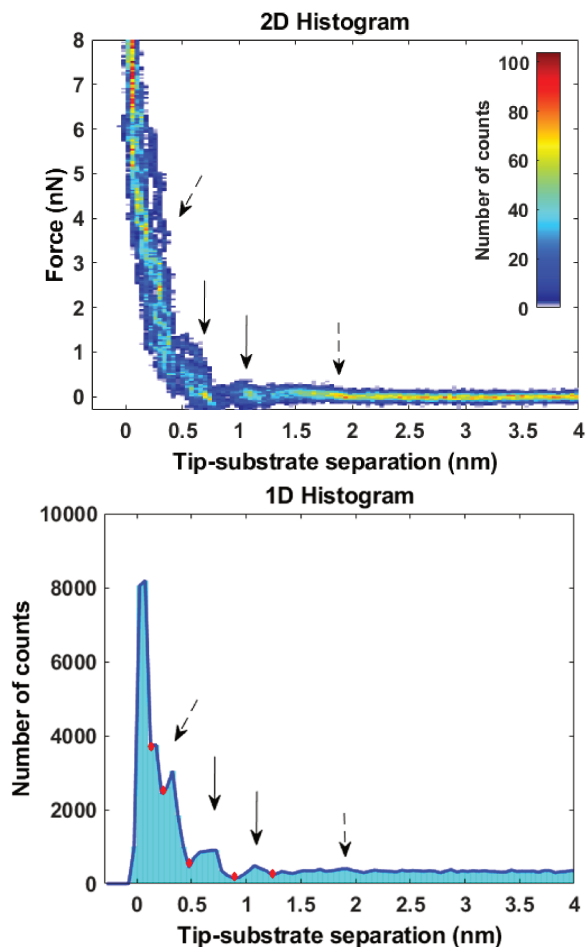 2D Histogram
8
7
6
5
4
3
2
1
0
Force (nN)
100
80
60
40
20
0
Number of counts
0 0.5 1 1.5 2 2.5 3 3.5 4
Tip-substrate separation (nm)
1D Histogram
10000
8000
6000
4000
2000
0
Number of counts
0 0.5 1 1.5 2 2.5 3 3.5 4
Tip-substrate separation (nm)